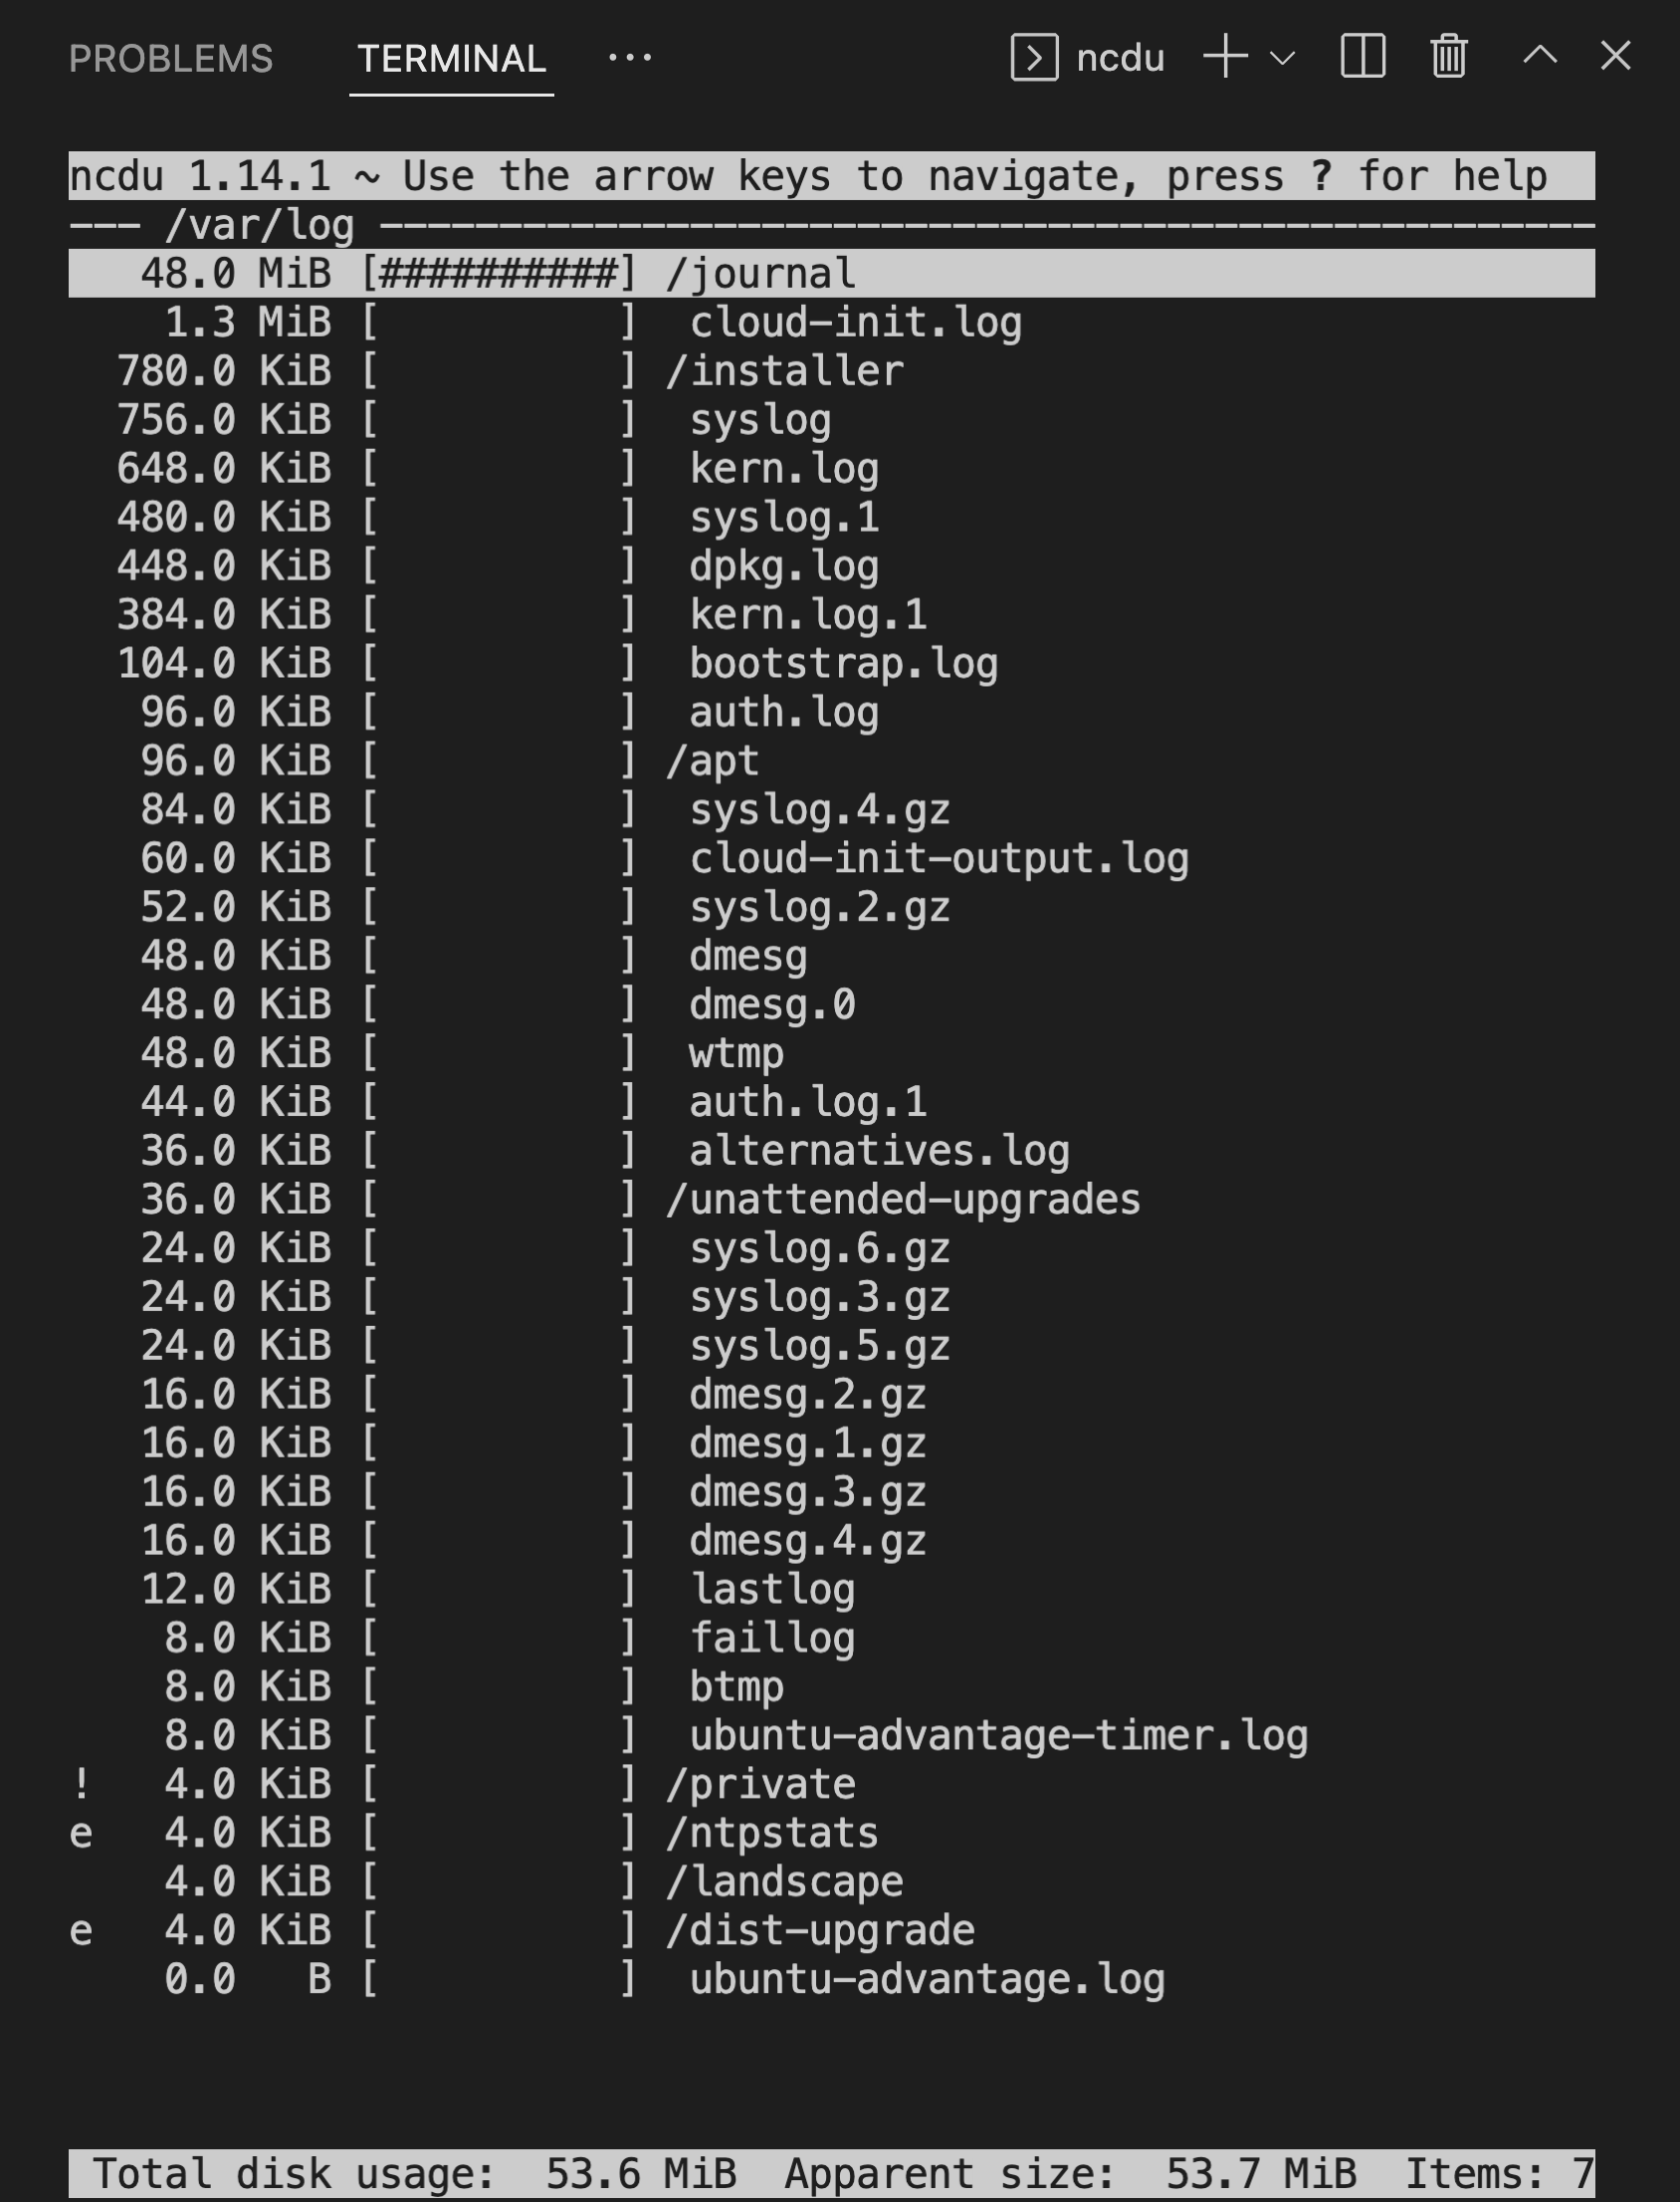 PROBLEMS TERMINAL ··· ncdu
ncdu 1.14.1 ~ Use the arrow keys to navigate, press ? for help
--- /var/log ---------------------------------------------------
   48.0 MiB [##########] /journal
    1.3 MiB [          ]  cloud-init.log
  780.0 KiB [          ] /installer
  756.0 KiB [          ]  syslog
  648.0 KiB [          ]  kern.log
  480.0 KiB [          ]  syslog.1
  448.0 KiB [          ]  dpkg.log
  384.0 KiB [          ]  kern.log.1
  104.0 KiB [          ]  bootstrap.log
   96.0 KiB [          ]  auth.log
   96.0 KiB [          ] /apt
   84.0 KiB [          ]  syslog.4.gz
   60.0 KiB [          ]  cloud-init-output.log
   52.0 KiB [          ]  syslog.2.gz
   48.0 KiB [          ]  dmesg
   48.0 KiB [          ]  dmesg.0
   48.0 KiB [          ]  wtmp
   44.0 KiB [          ]  auth.log.1
   36.0 KiB [          ]  alternatives.log
   36.0 KiB [          ] /unattended-upgrades
   24.0 KiB [          ]  syslog.6.gz
   24.0 KiB [          ]  syslog.3.gz
   24.0 KiB [          ]  syslog.5.gz
   16.0 KiB [          ]  dmesg.2.gz
   16.0 KiB [          ]  dmesg.1.gz
   16.0 KiB [          ]  dmesg.3.gz
   16.0 KiB [          ]  dmesg.4.gz
   12.0 KiB [          ]  lastlog
    8.0 KiB [          ]  faillog
    8.0 KiB [          ]  btmp
    8.0 KiB [          ]  ubuntu-advantage-timer.log
!   4.0 KiB [          ] /private
e   4.0 KiB [          ] /ntpstats
    4.0 KiB [          ] /landscape
e   4.0 KiB [          ] /dist-upgrade
    0.0   B [          ]  ubuntu-advantage.log
 Total disk usage:  53.6 MiB  Apparent size:  53.7 MiB  Items: 7